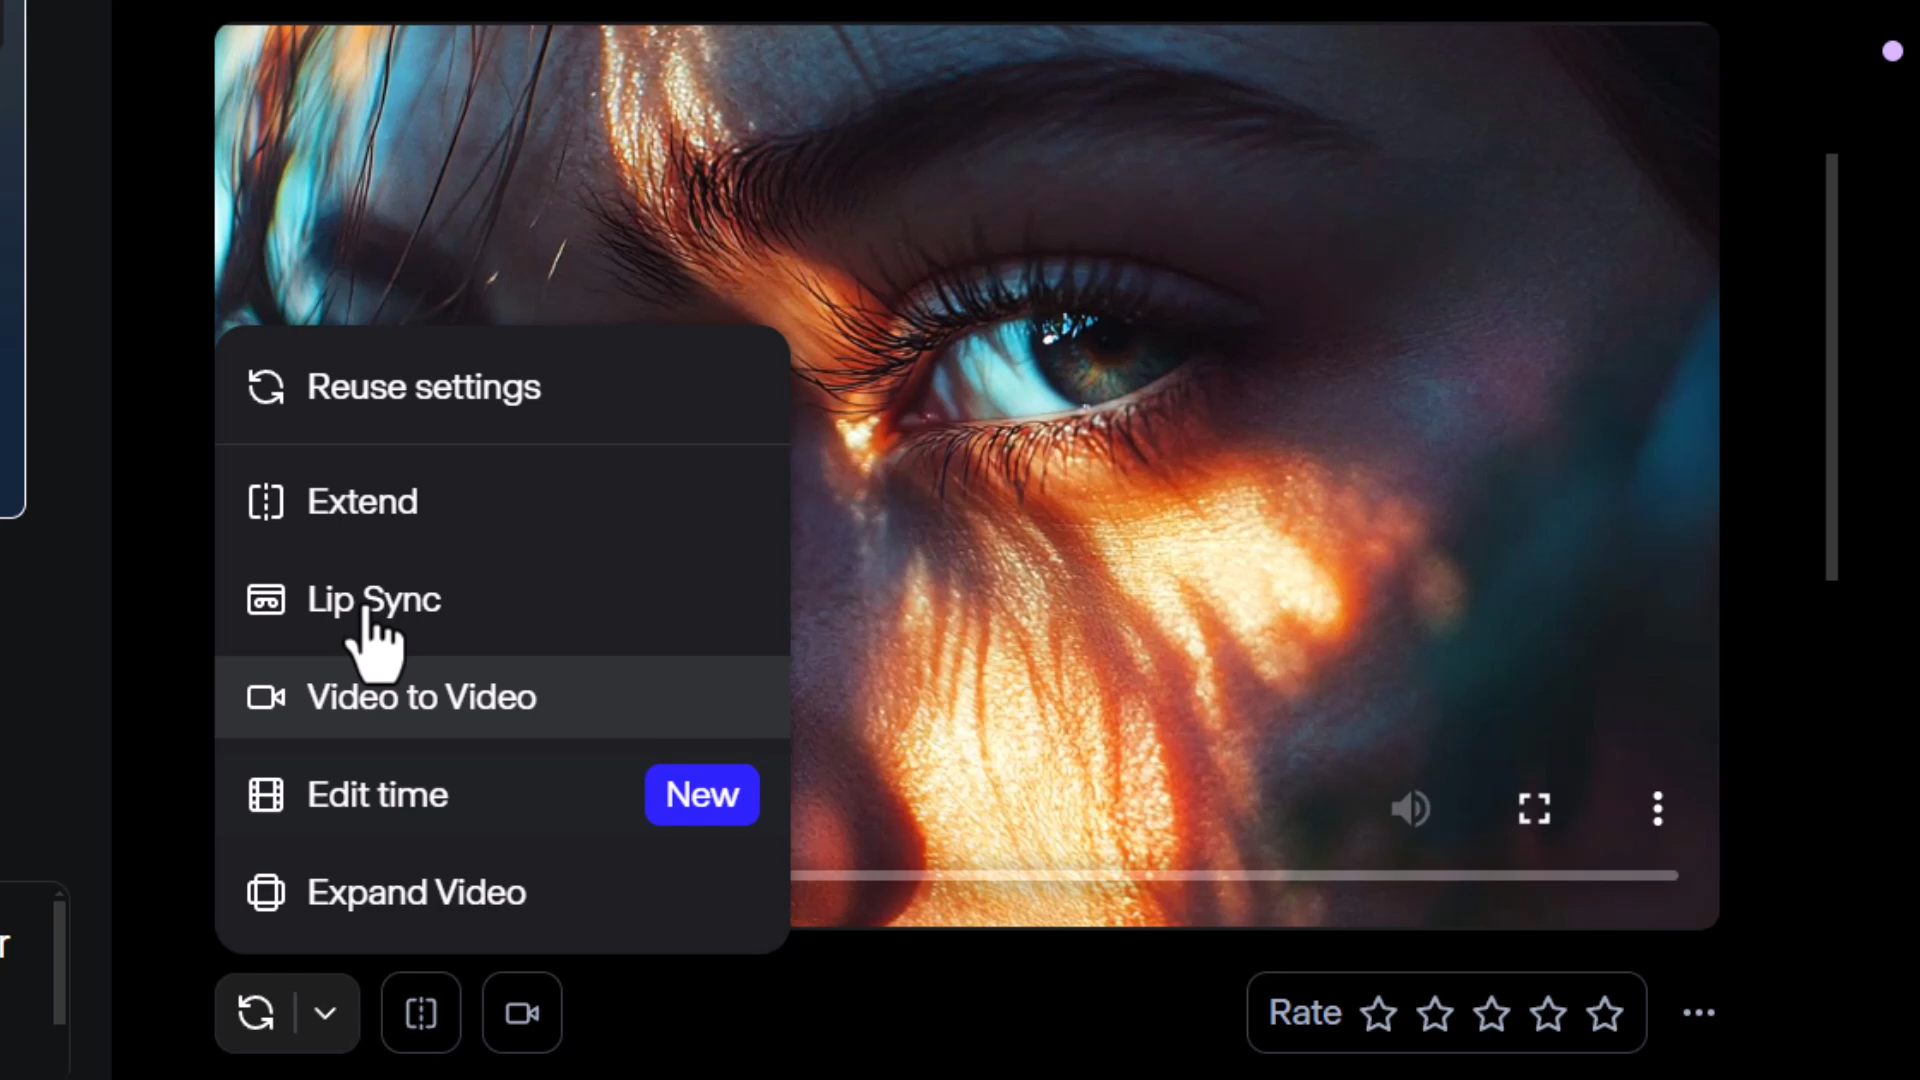 Reuse settings
Extend
Lip Sync
Video to Video
Edit time New
Expand Video
r
Rate